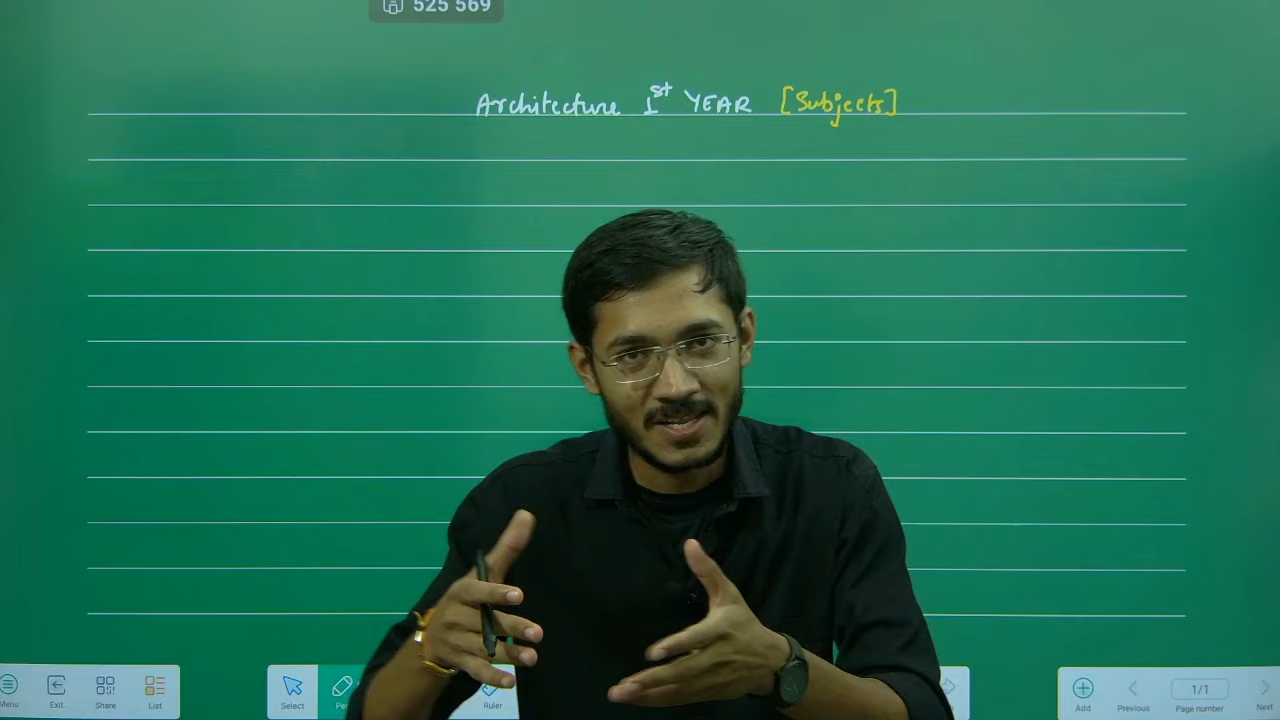 525 569
Architecture 1st YEAR [Subjects]
Menu Exit Share List
Select Pe Ruler
Add Previous 1/1 Page number Next